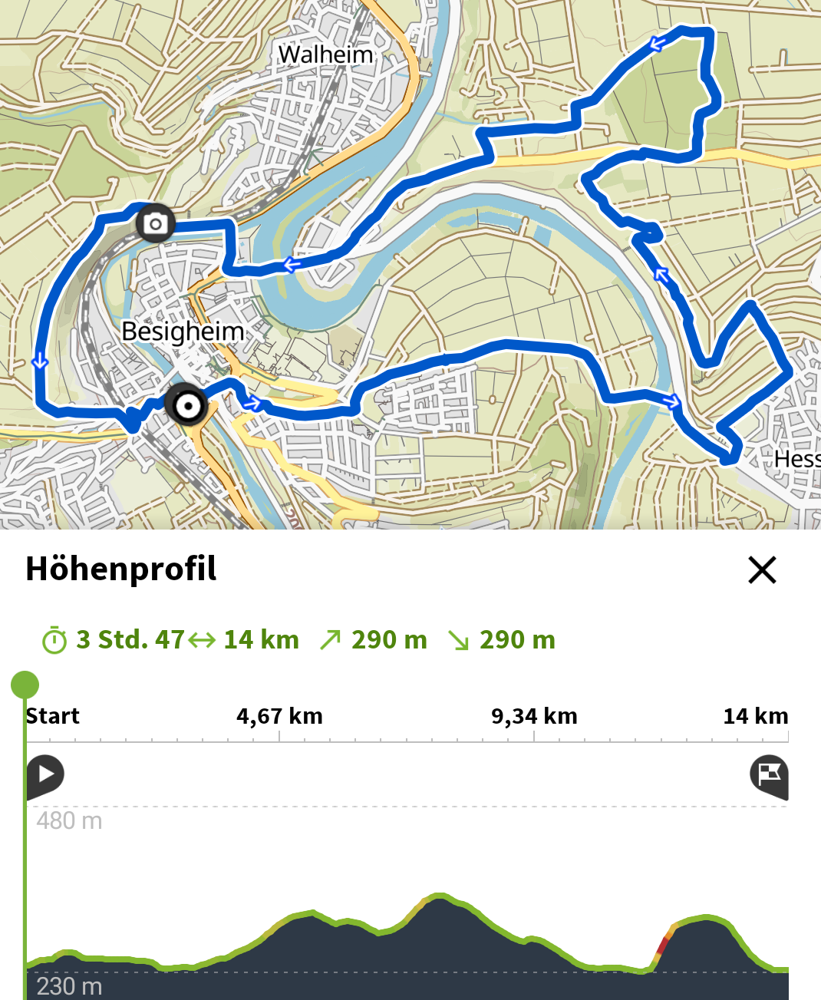 Walheim
Besigheim
Hess
Höhenprofil
3 Std. 47 14 km 290 m 290 m
Start 4,67 km 9,34 km 14 km
480 m
230 m